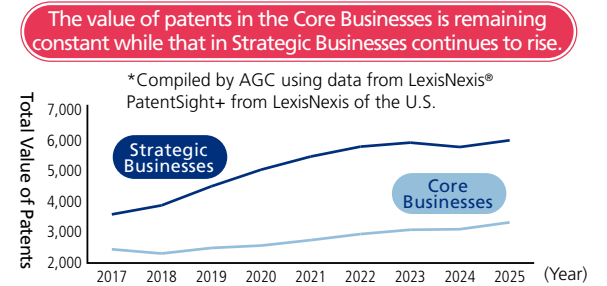 The value of patents in the Core Businesses is remaining
constant while that in Strategic Businesses continues to rise.
*Compiled by AGC using data from LexisNexis®
PatentSight+ from LexisNexis of the U.S.
Total Value of Patents
7,000
6,000
5,000
4,000
3,000
2,000
Strategic
Businesses
Core
Businesses
2017 2018 2019 2020 2021 2022 2023 2024 2025 (Year)